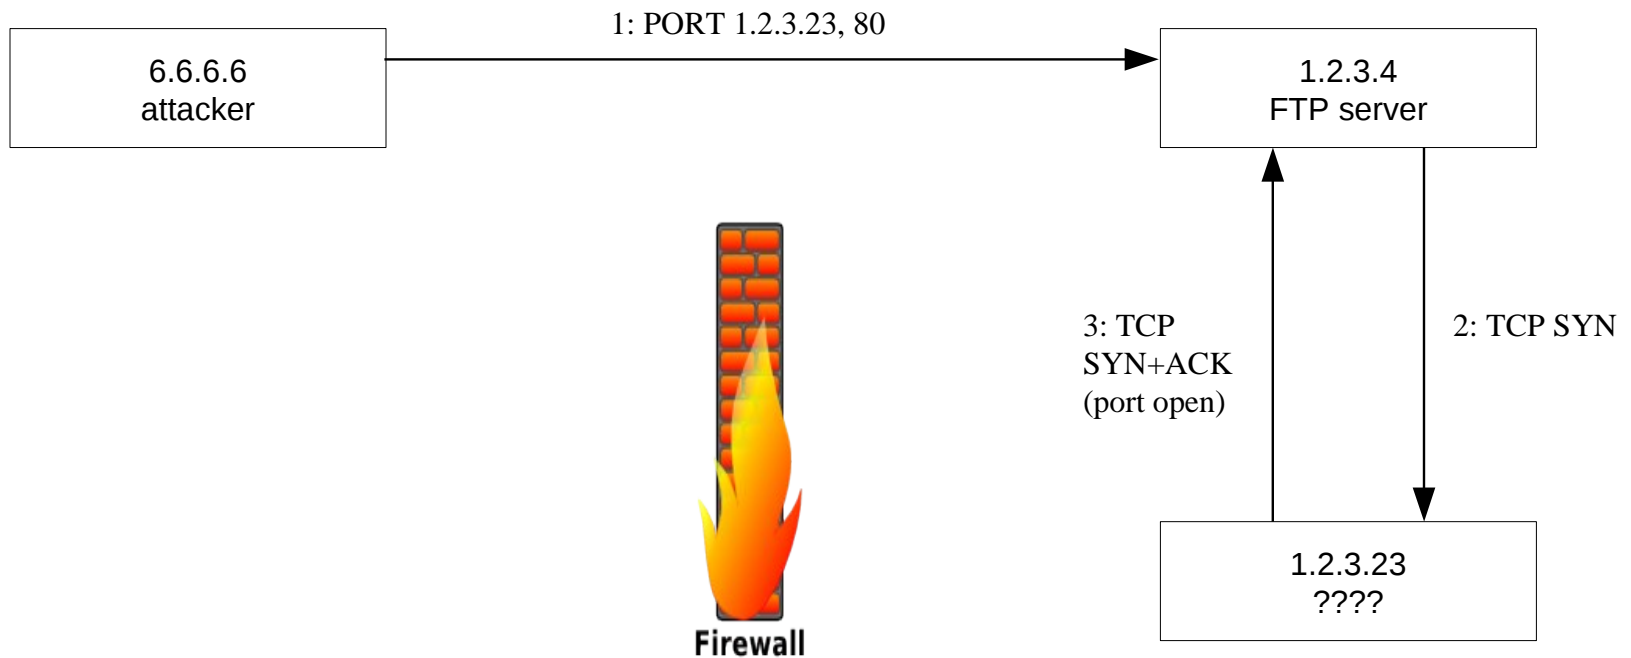 1: PORT 1.2.3.23, 80
6.6.6.6
attacker
1.2.3.4
FTP server
3: TCP
SYN+ACK
(port open)
2: TCP SYN
1.2.3.23
????
Firewall